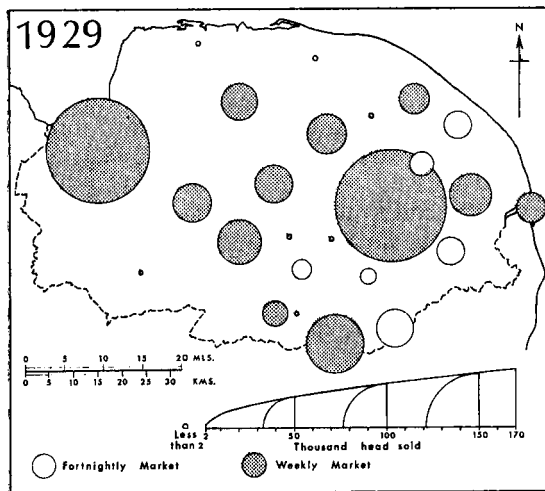 1929
N
0 5 10 15 20 MLS.
0 5 10 15 20 25 30 KMS.
Less than 2
2 50 100 150 170
Thousand head sold
Fortnightly Market
Weekly Market